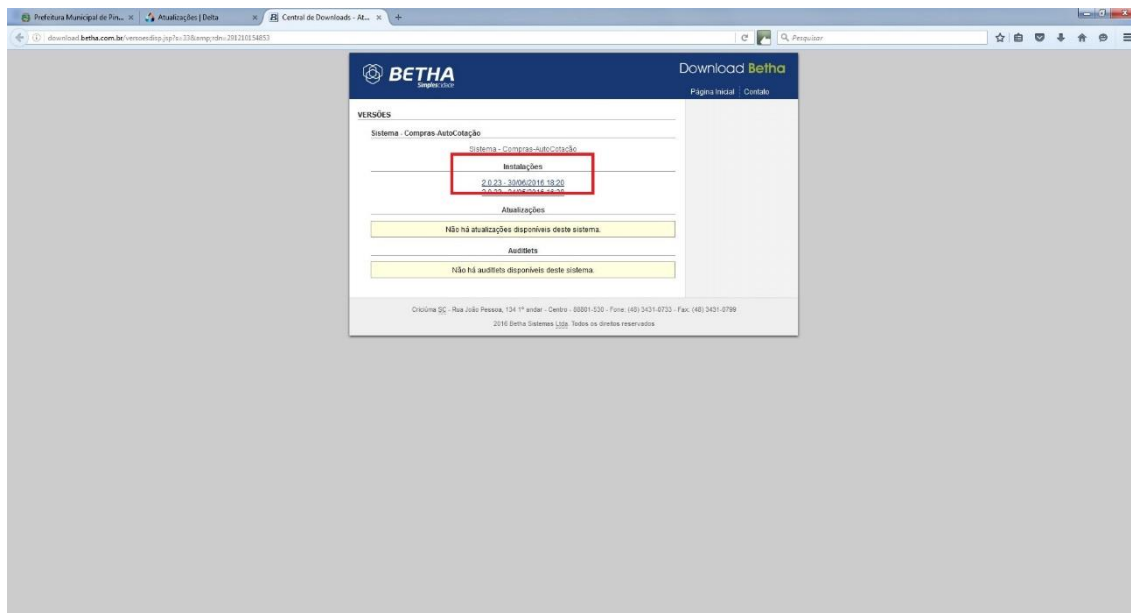 Prefeitura Municipal de Pin...
Atualizações | Delta
Central de Downloads - At...
download.betha.com.br/versoesdisp.jsp?s=33&amp;rdn=291210154853
Pesquisar
BETHA
Download Betha
Página Inicial
Contato
VERSÕES
Sistema - Compras-AutoCotação
Sistema - Compras-AutoCotação
Instalações
2.0.23 - 30/06/2016 18:20
Atualizações
Não há atualizações disponíveis deste sistema.
Auditlets
Não há auditlets disponíveis deste sistema.
Criciúma SC - Rua João Pessoa, 134 1º andar - Centro - 88801-530 - Fone: (48) 3431-0733 - Fax: (48) 3431-0799
2016 Betha Sistemas Ltda. Todos os direitos reservados